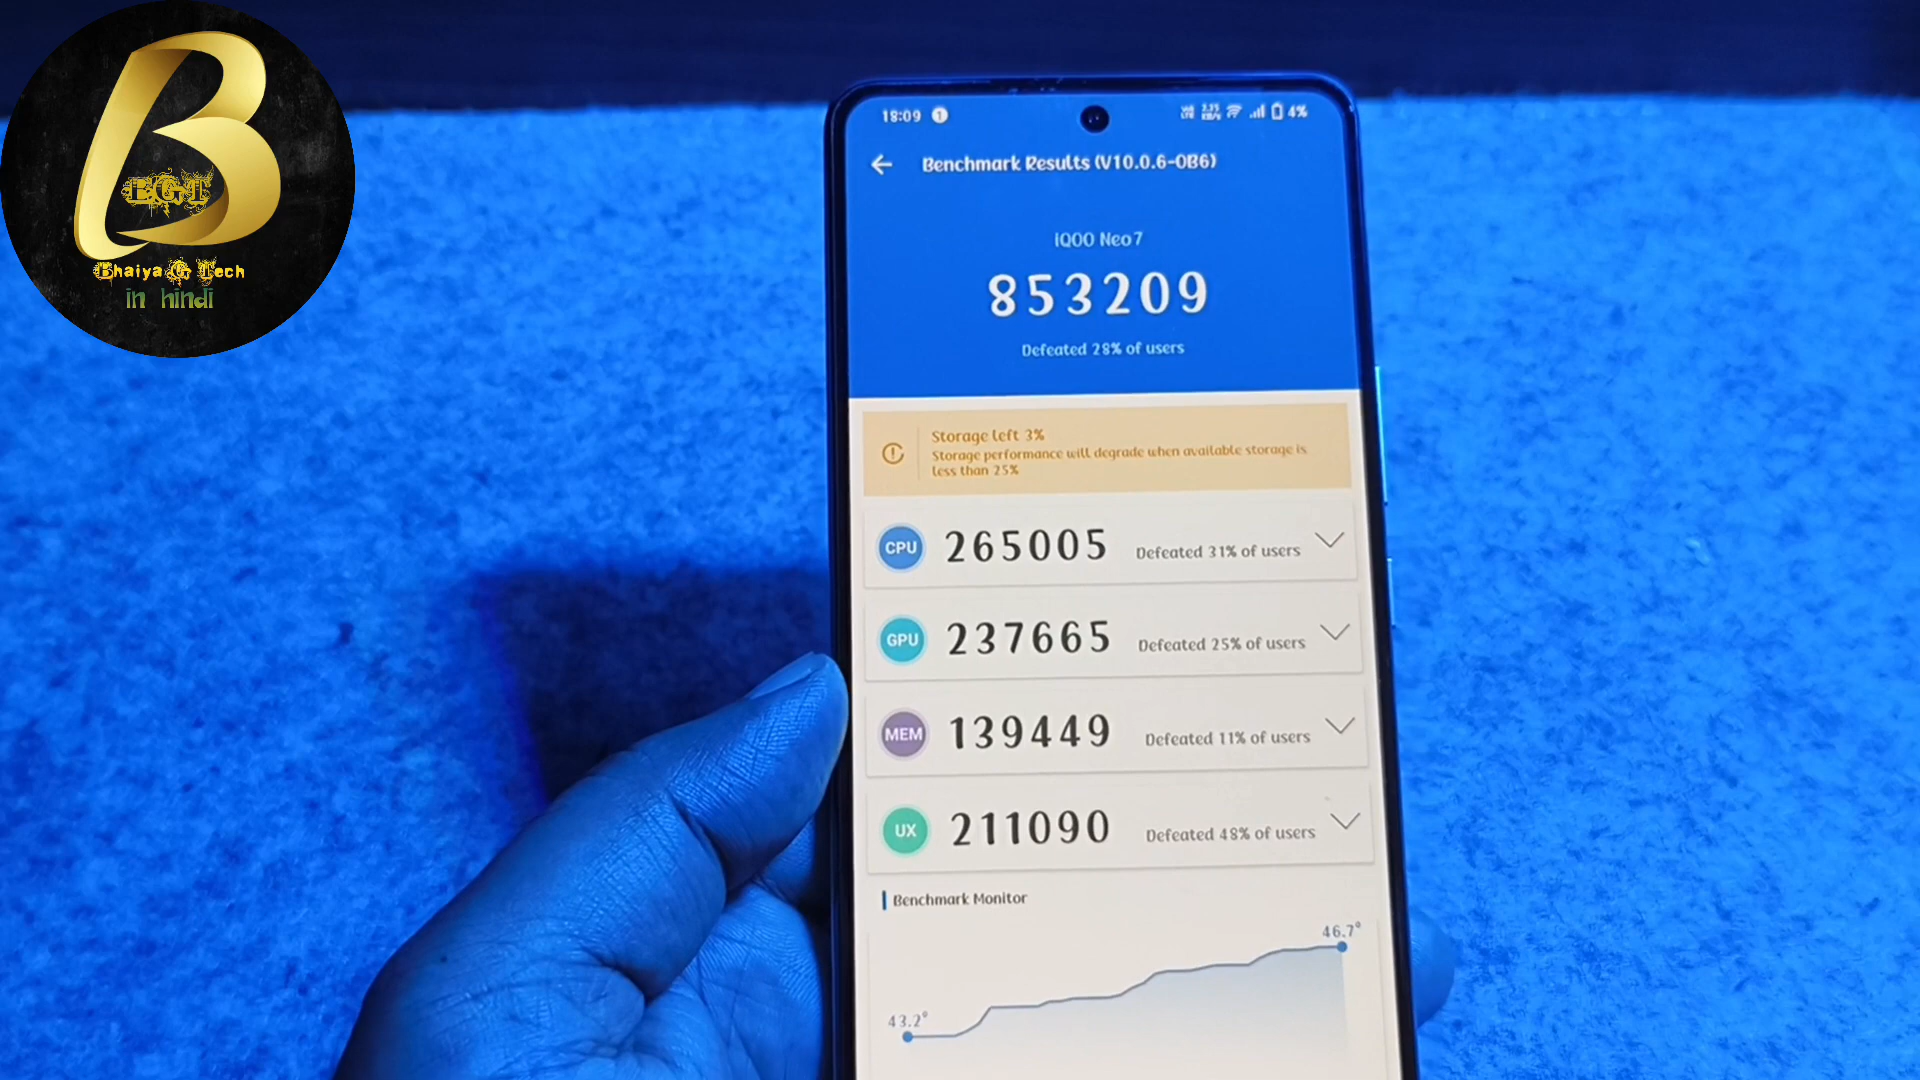 BGT
Bhaiya G Tech
in hindi
18:09
4%
Benchmark Results (V10.0.6-OB6)
iQOO Neo7
853209
Defeated 28% of users
Storage left 3%
Storage performance will degrade when available storage is
less than 25%
CPU 265005 Defeated 31% of users
GPU 237665 Defeated 25% of users
MEM 139449 Defeated 11% of users
UX 211090 Defeated 48% of users
Benchmark Monitor
46.7°
43.2°